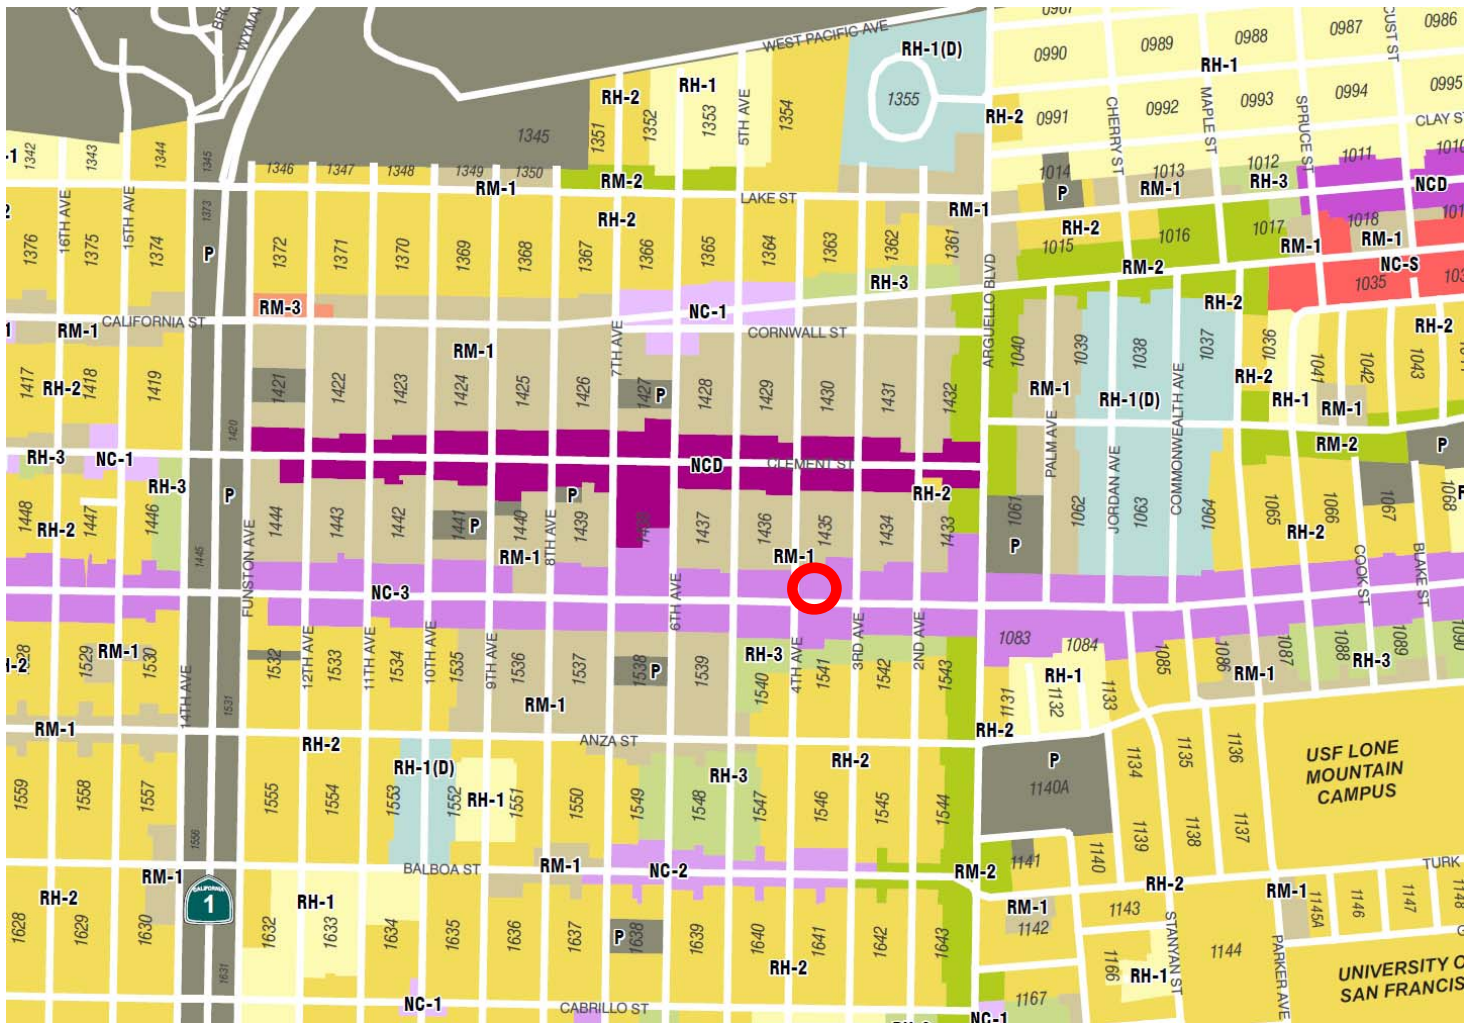 WYMAN
WEST PACIFIC AVE
RH-1(D)
0987
0986
0988
0989
0990
RH-1
RH-2
RH-1
1355
0995
0994
0993
0992
0991
RH-2
1351
1352
1353
5TH AVE
1354
CHERRY ST
MAPLE ST
SPRUCE ST
CLAY ST
1345
1342
1343
1344
1345
1346
1347
1348
1349
1350
RM-1
RM-2
LAKE ST
RM-1
1014
P
1013
RM-1
1012
RH-3
1011
NCD
16TH AVE
15TH AVE
1373
RH-2
1376
1375
1374
P
1372
1371
1370
1369
1368
1367
1366
1365
1364
1363
1362
1361
RH-3
ARGUELLO BLVD
RH-2
1015
1016
1017
1018
RM-1
RM-1
RM-2
NC-S
1035
RM-1
CALIFORNIA ST
RM-3
NC-1
CORNWALL ST
7TH AVE
RM-1
RH-2
RH-2
1417
RH-2
1418
1419
1421
1422
1423
1424
1425
1426
1427
P
1428
1429
1430
1431
1432
1040
1039
1038
1037
1036
1041
1042
1043
RM-1
RH-1(D)
RH-2
RH-1
RM-1
PALM AVE
JORDAN AVE
COMMONWEALTH AVE
1420
RH-3
NC-1
NCD
CLEMENT ST
RM-2
P
RH-3
P
P
RH-2
1448
RH-2
1447
1446
1445
FUNSTON AVE
1444
1443
1442
1441
P
1440
RM-1
8TH AVE
1439
1438
1437
1436
RM-1
1435
1434
1433
1061
P
1062
1063
1064
1065
1066
RH-2
1067
1068
COOK ST
BLAKE ST
NC-3
6TH AVE
1529
RM-1
1530
14TH AVE
1531
1532
12TH AVE
1533
11TH AVE
1534
10TH AVE
1535
9TH AVE
1536
RM-1
1537
1538
P
1539
RH-3
1540
4TH AVE
1541
3RD AVE
1542
2ND AVE
1543
1083
1084
RH-1
1131
1132
1133
1085
1086
RM-1
1087
1088
RH-3
1089
1090
RM-1
RH-2
ANZA ST
RH-2
RH-2
P
1140A
1134
1135
1136
USF LONE
MOUNTAIN
CAMPUS
RH-1(D)
RH-1
RH-3
1559
1558
1557
1556
1555
1554
1553
1552
1551
1550
1549
1548
1547
1546
1545
1544
1139
1138
1137
RM-1
BALBOA ST
RM-1
NC-2
RM-2
1141
1140
RH-2
TURK
RM-1
CALIFORNIA
1
RH-2
RH-1
RM-1
1142
1143
STANYAN ST
1145A
1146
1147
1148
1628
1629
1630
1631
1632
1633
1634
1635
1636
1637
P
1638
1639
1640
1641
1642
1643
RH-2
1166
RH-1
1144
PARKER AVE
UNIVERSITY O
SAN FRANCIS
NC-1
CABRILLO ST
1167
NC-1